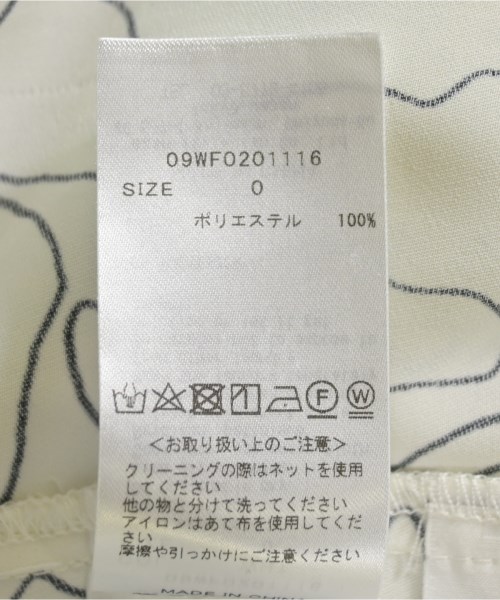 09WF0201116
SIZE 0
ポリエステル 100%
F W
<お取り扱い上のご注意>
クリーニングの際はネットを使用
してください
他の物と分けて洗ってください
アイロンはあて布を使用してくだ
さい
摩擦や引っかけにご注意ください
MADE IN CHINA